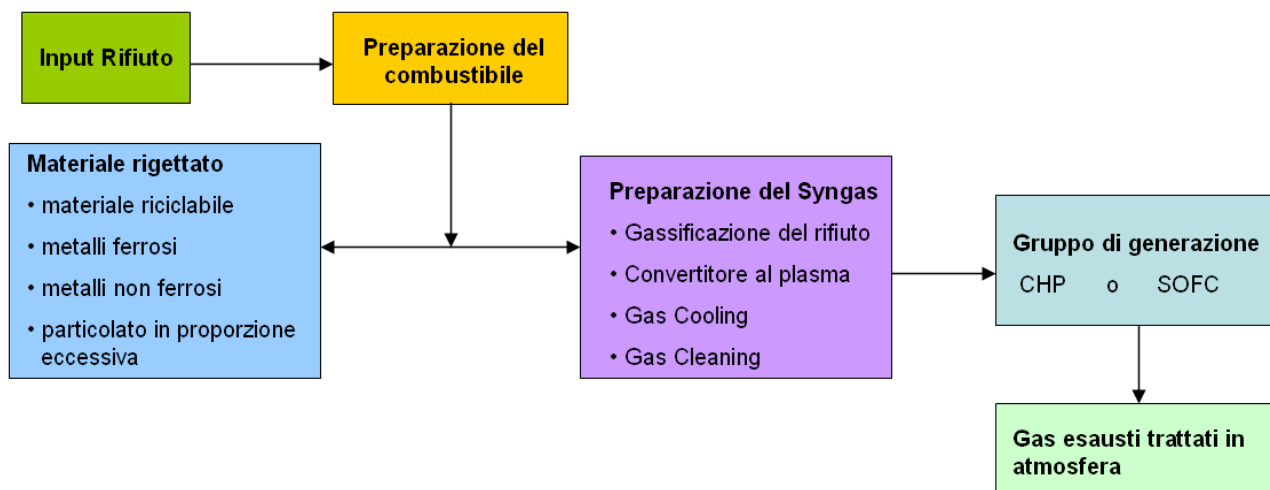 Input Rifiuto
Preparazione del
combustibile
Materiale rigettato
• materiale riciclabile
• metalli ferrosi
• metalli non ferrosi
• particolato in proporzione
eccessiva
Preparazione del Syngas
• Gassificazione del rifiuto
• Convertitore al plasma
• Gas Cooling
• Gas Cleaning
Gruppo di generazione
CHP o SOFC
Gas esausti trattati in
atmosfera